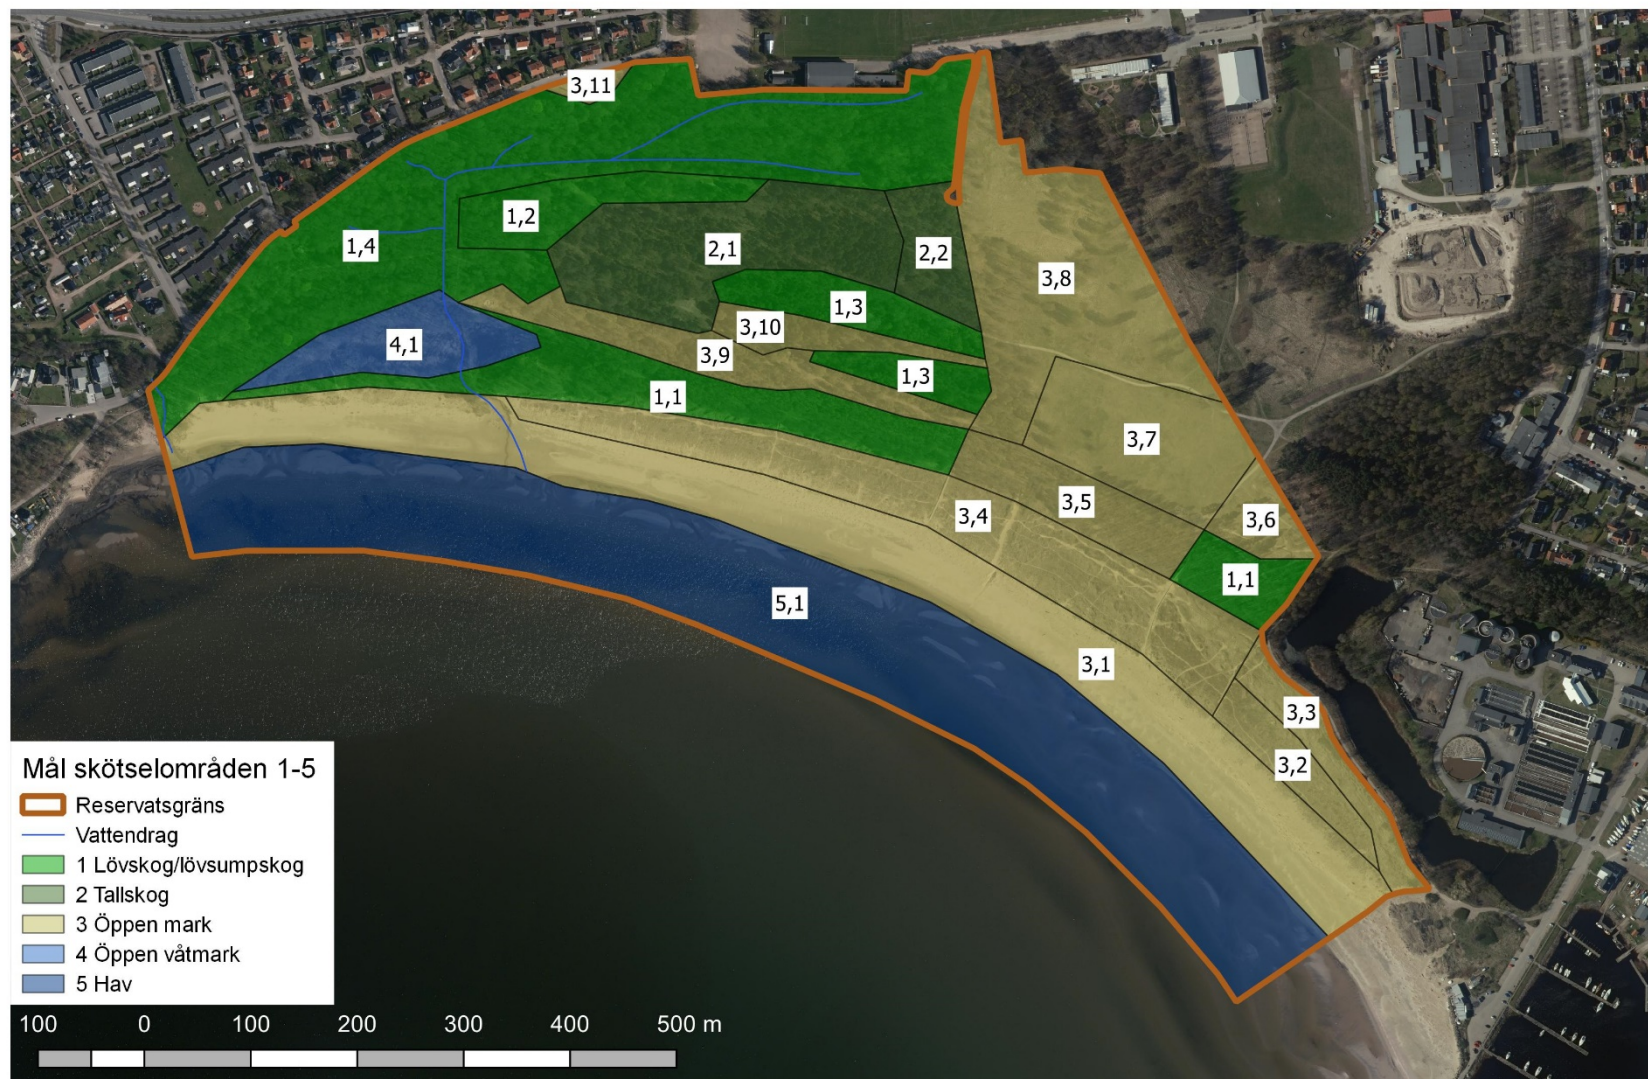 3,11
1,2
1,4
2,1
2,2
3,8
1,3
3,10
4,1
3,9
1,3
1,1
3,7
3,5
3,4
3,6
1,1
5,1
3,1
3,3
3,2
Mål skötselområden 1-5
Reservatsgräns
Vattendrag
1 Lövskog/lövsumpskog
2 Tallskog
3 Öppen mark
4 Öppen våtmark
5 Hav
100 0 100 200 300 400 500 m